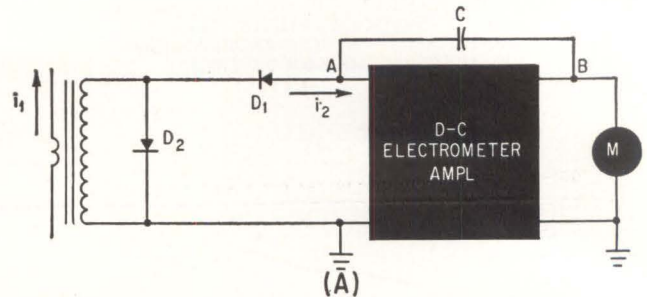 C
A
B
i₁
D₁
i₂
D₂
D-C
ELECTROMETER
AMPL
M
(Ā)